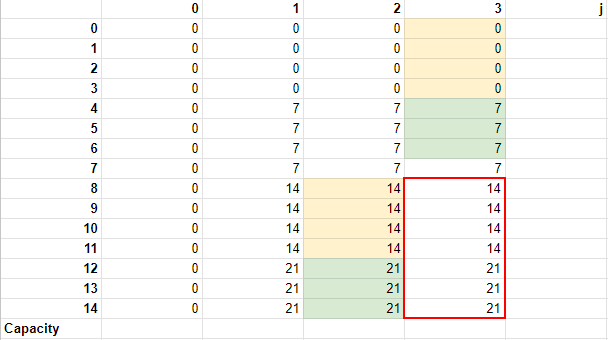 0 1 2 3 j
0 0 0 0 0
1 0 0 0 0
2 0 0 0 0
3 0 0 0 0
4 0 7 7 7
5 0 7 7 7
6 0 7 7 7
7 0 7 7 7
8 0 14 14 14
9 0 14 14 14
10 0 14 14 14
11 0 14 14 14
12 0 21 21 21
13 0 21 21 21
14 0 21 21 21
Capacity